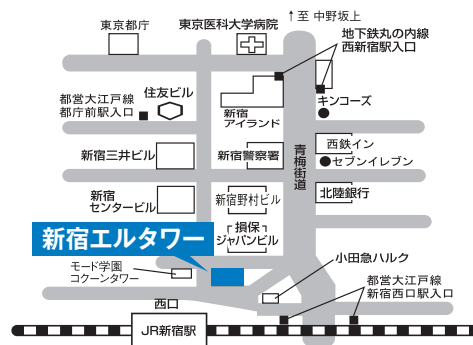 東京都庁
東京医科大学病院
↑至 中野坂上
地下鉄丸の内線
西新宿駅入口
都営大江戸線
都庁前駅入口
住友ビル
新宿
アイランド
キンコーズ
新宿三井ビル
新宿警察署
青梅街道
西鉄イン
セブンイレブン
新宿
センタービル
新宿野村ビル
北陸銀行
損保
ジャパンビル
新宿エルタワー
モード学園
コクーンタワー
小田急ハルク
西口
都営大江戸線
新宿西口駅入口
JR新宿駅